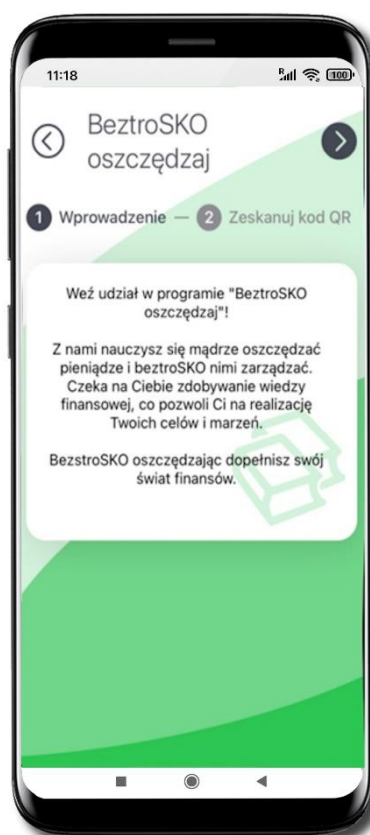 11:18
R
100
BeztroSKO
oszczędzaj
1 Wprowadzenie — 2 Zeskanuj kod QR
Weź udział w programie "BeztroSKO
oszczędzaj"!
Z nami nauczysz się mądrze oszczędzać
pieniądze i beztroSKO nimi zarządzać.
Czeka na Ciebie zdobywanie wiedzy
finansowej, co pozwoli Ci na realizację
Twoich celów i marzeń.
BezstroSKO oszczędzając dopełnisz swój
świat finansów.